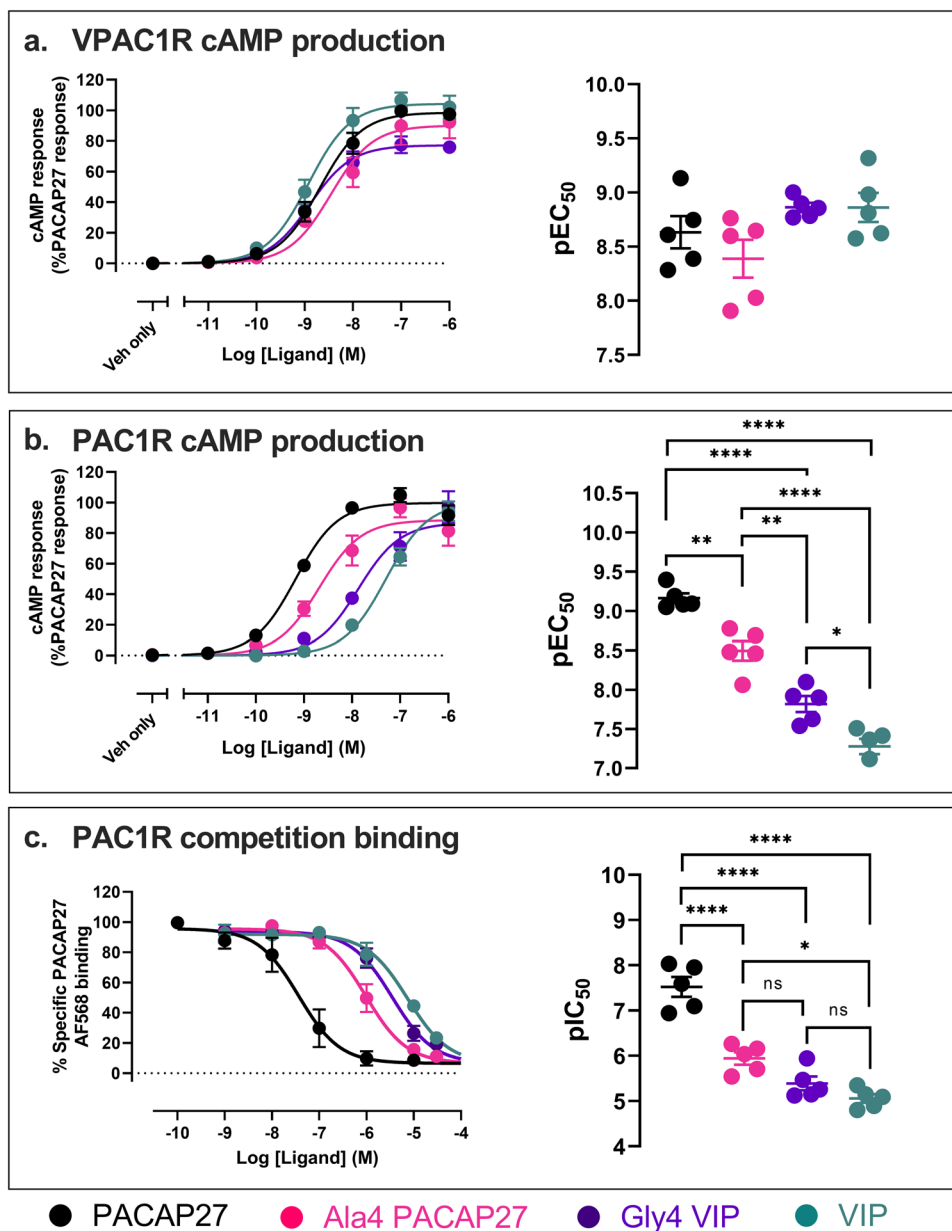 a. VPAC1R cAMP production
cAMP response
(%PACAP27 response)
120
100
80
60
40
20
0
Veh only
-11 -10 -9 -8 -7 -6
Log [Ligand] (M)
pEC50
10.0
9.5
9.0
8.5
8.0
7.5
b. PAC1R cAMP production
cAMP response
(%PACAP27 response)
120
100
80
60
40
20
0
Veh only
-11 -10 -9 -8 -7 -6
Log [Ligand] (M)
pEC50
10.5
10.0
9.5
9.0
8.5
8.0
7.5
7.0
****
****
****
**
**
*
c. PAC1R competition binding
% Specific PACAP27
AF568 binding
120
100
80
60
40
20
0
-10 -9 -8 -7 -6 -5 -4
Log [Ligand] (M)
pIC50
10
9
8
7
6
5
4
****
****
****
*
ns
ns
PACAP27 Ala4 PACAP27 Gly4 VIP VIP